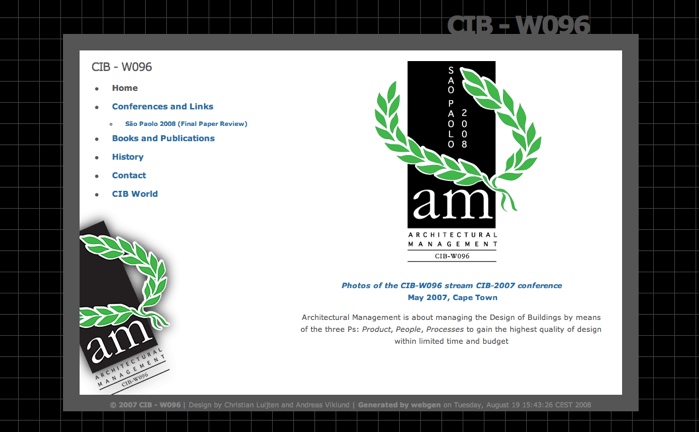 CIB - W096
CIB - W096
Home
Conferences and Links
São Paolo 2008 (Final Paper Review)
Books and Publications
History
Contact
CIB World
SAO PAOLO
2008
am
ARCHITECTURAL
MANAGEMENT
CIB-W096
Photos of the CIB-W096 stream CIB-2007 conference
May 2007, Cape Town
Architectural Management is about managing the Design of Buildings by means
of the three Ps: Product, People, Processes to gain the highest quality of design
within limited time and budget
am
ARCHITECTURAL
MANAGEMENT
CIB-W096
© 2007 CIB - W096 | Design by Christian Luijten and Andreas Viklund | Generated by webgen on Tuesday, August 19 15:43:26 CEST 2008